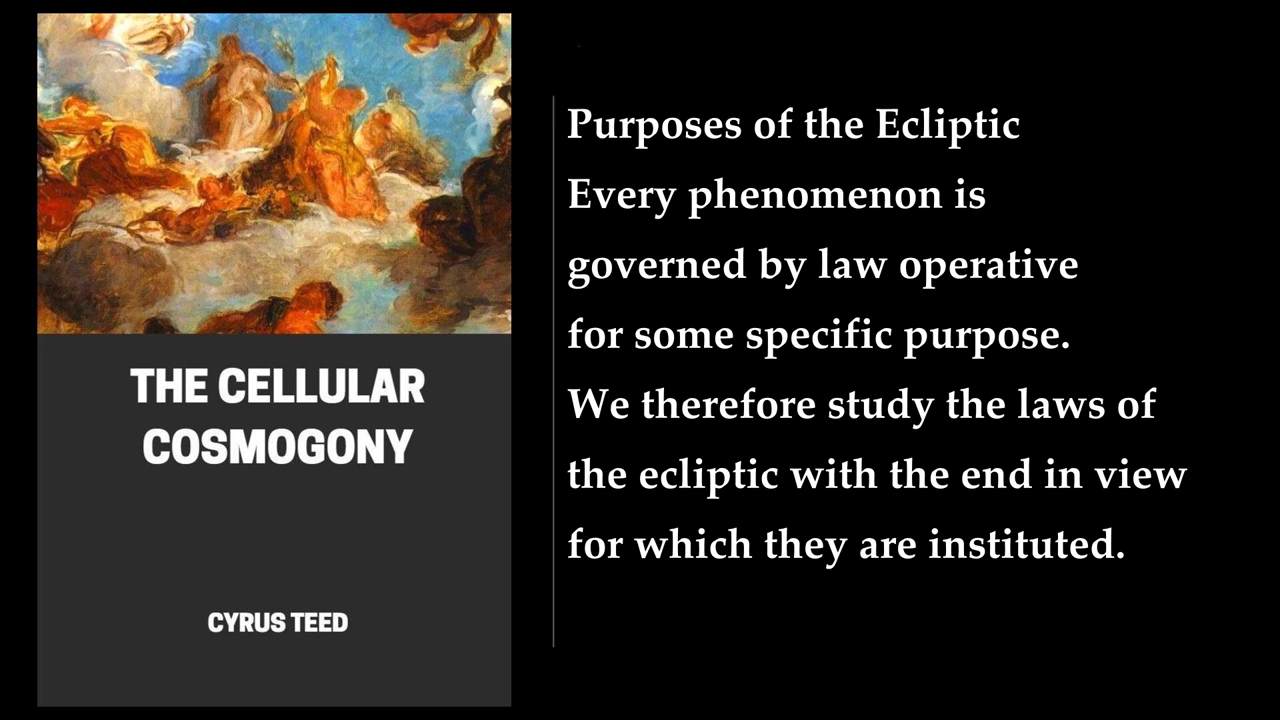 THE CELLULAR
COSMOGONY
CYRUS TEED
Purposes of the Ecliptic
Every phenomenon is
governed by law operative
for some specific purpose.
We therefore study the laws of
the ecliptic with the end in view
for which they are instituted.